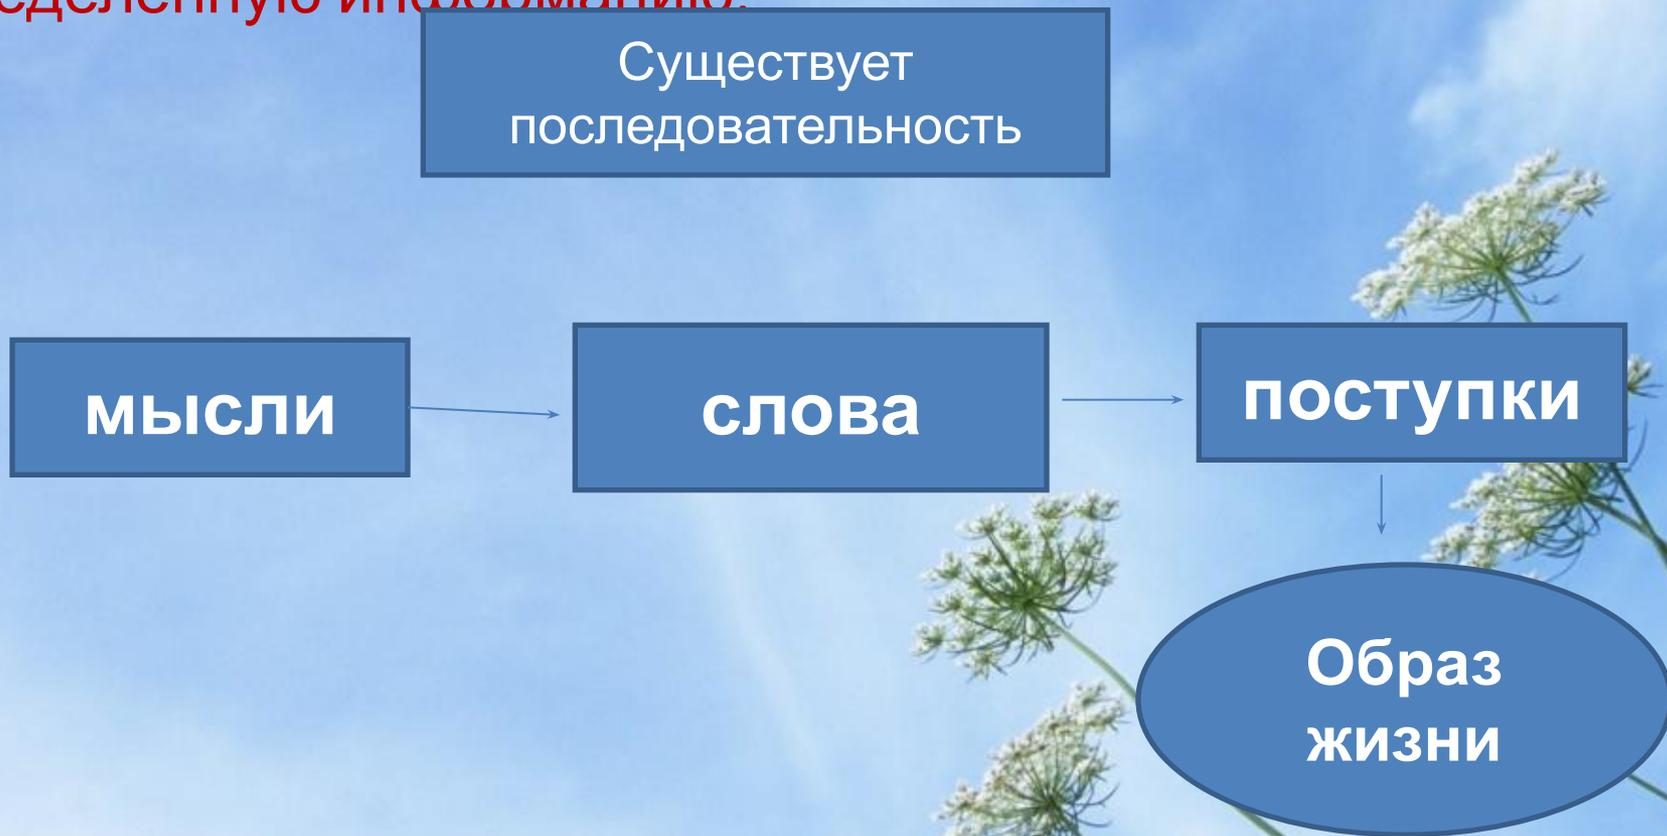 Существует
последовательность
мысли
слова
поступки
Образ
жизни